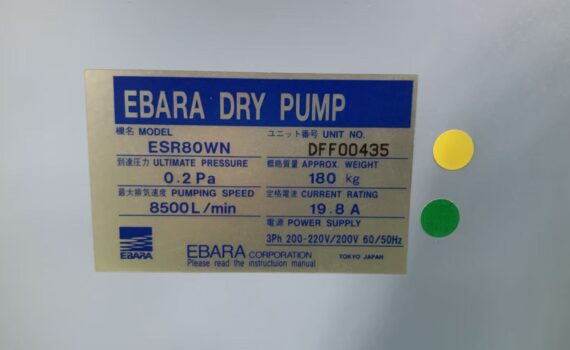 EBARA DRY PUMP
機名 MODEL
ESR80WN
ユニット番号 UNIT NO.
DFF00435
到達圧力 ULTIMATE PRESSURE
0.2 Pa
概略質量 APPROX. WEIGHT
180 kg
最大排気速度 PUMPING SPEED
8500L/min
定格電流 CURRENT RATING
19.8 A
電源 POWER SUPPLY
3Ph 200-220V/200V 60/50Hz
EBARA
EBARA CORPORATION
TOKYO JAPAN
Please read the instructuion manual